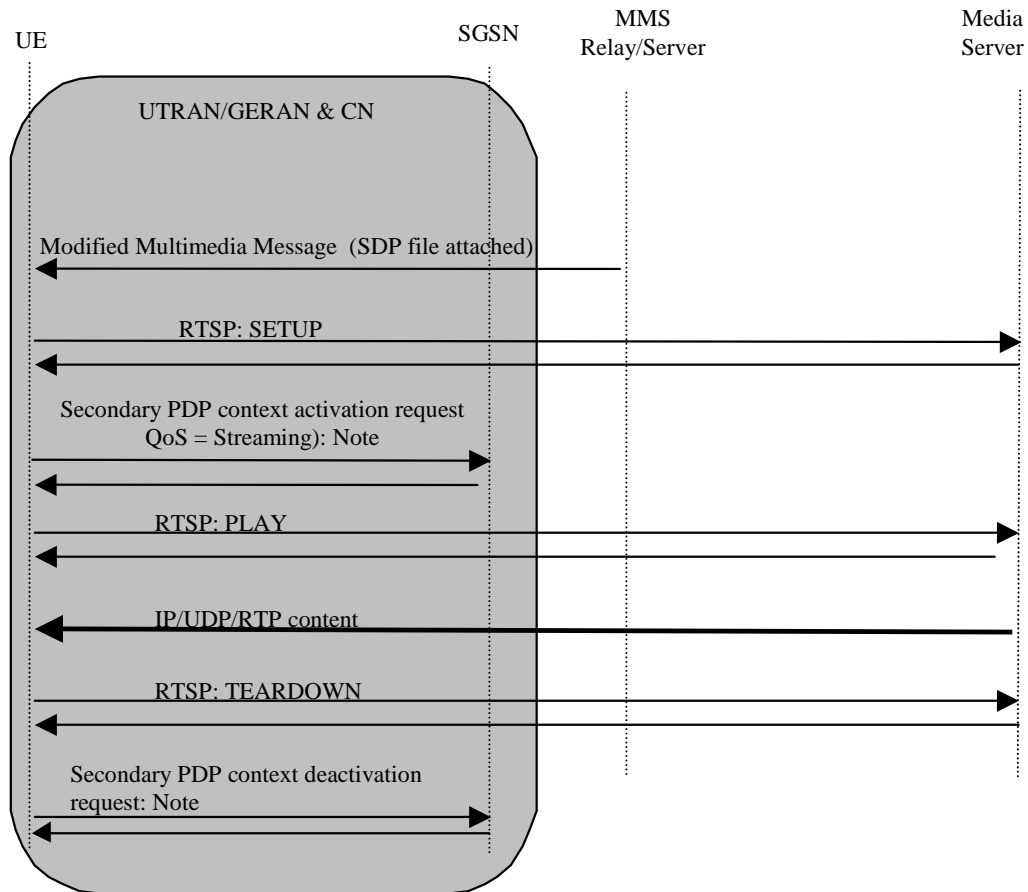 UE
SGSN
MMS
Relay/Server
Media
Server
UTRAN/GERAN & CN
Modified Multimedia Message (SDP file attached)
RTSP: SETUP
Secondary PDP context activation request
QoS = Streaming): Note
RTSP: PLAY
IP/UDP/RTP content
RTSP: TEARDOWN
Secondary PDP context deactivation
request: Note